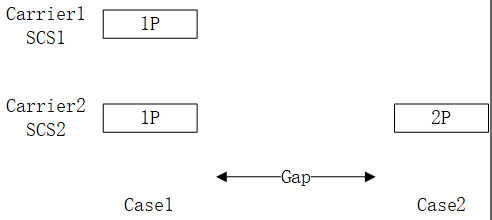 Carrier1
SCS1
1P
Carrier2
SCS2
1P
2P
Gap
Case1
Case2